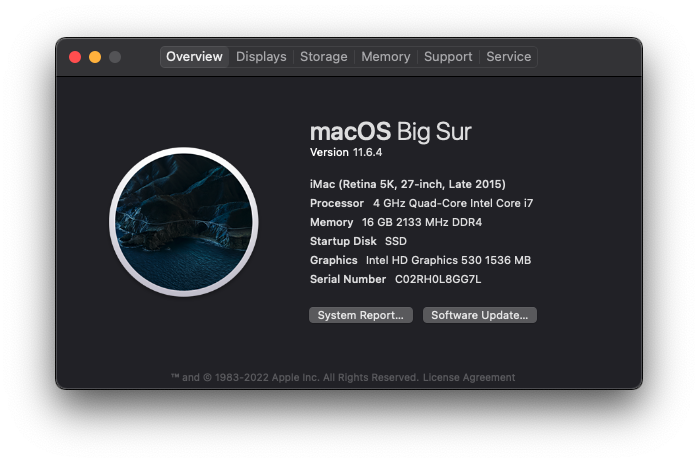 Overview Displays Storage Memory Support Service
macOS Big Sur
Version 11.6.4
iMac (Retina 5K, 27-inch, Late 2015)
Processor 4 GHz Quad-Core Intel Core i7
Memory 16 GB 2133 MHz DDR4
Startup Disk SSD
Graphics Intel HD Graphics 530 1536 MB
Serial Number C02RH0L8GG7L
System Report... Software Update...
™ and © 1983-2022 Apple Inc. All Rights Reserved. License Agreement